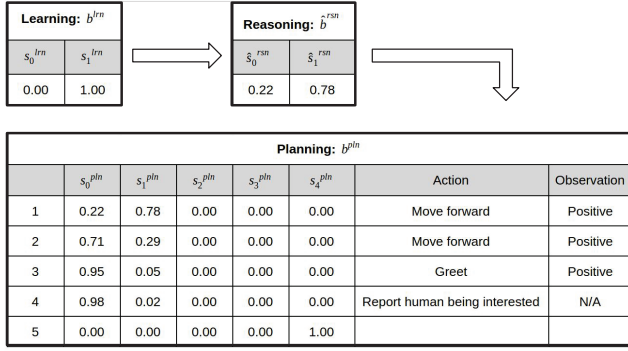 Learning: b^lrn
s_0^lrn s_1^lrn
0.00 1.00
Reasoning: b̂^rsn
ŝ_0^rsn ŝ_1^rsn
0.22 0.78
Planning: b^pln
s_0^pln s_1^pln s_2^pln s_3^pln s_4^pln Action Observation
1 0.22 0.78 0.00 0.00 0.00 Move forward Positive
2 0.71 0.29 0.00 0.00 0.00 Move forward Positive
3 0.95 0.05 0.00 0.00 0.00 Greet Positive
4 0.98 0.02 0.00 0.00 0.00 Report human being interested N/A
5 0.00 0.00 0.00 0.00 1.00